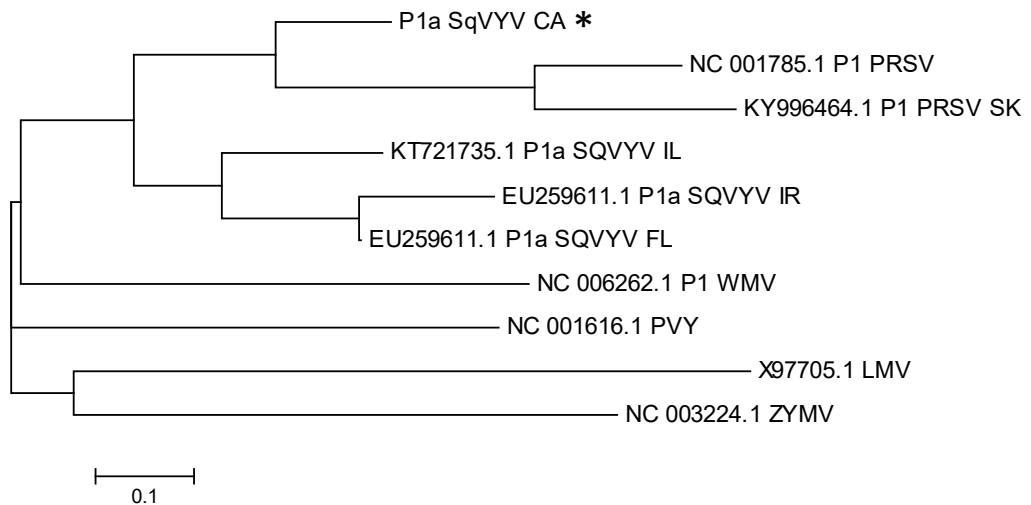 P1a SqVYV CA *
NC 001785.1 P1 PRSV
KY996464.1 P1 PRSV SK
KT721735.1 P1a SQVYV IL
EU259611.1 P1a SQVYV IR
EU259611.1 P1a SQVYV FL
NC 006262.1 P1 WMV
NC 001616.1 PVY
X97705.1 LMV
NC 003224.1 ZYMV
0.1